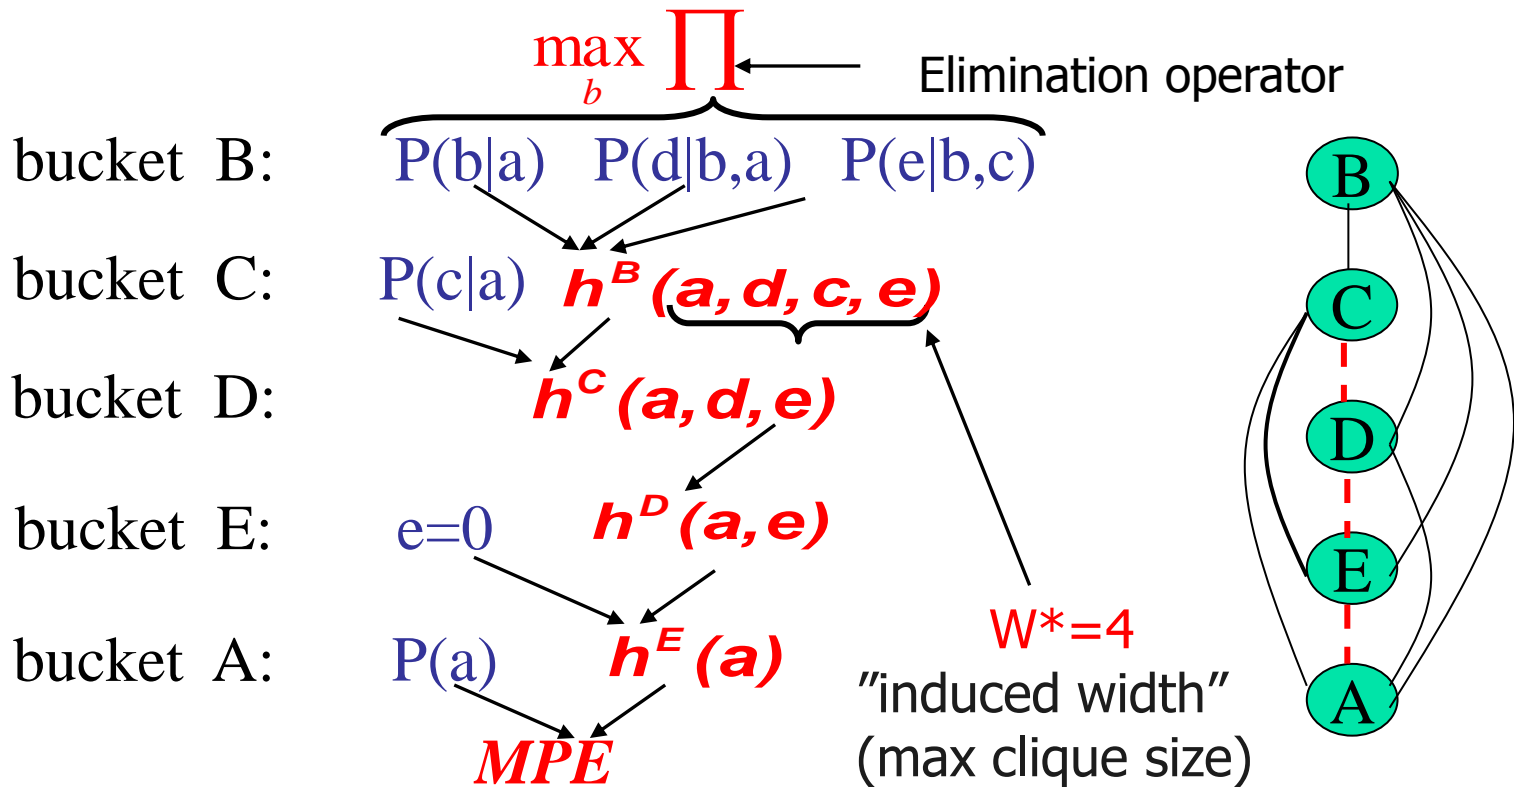 max ∏
b
Elimination operator
bucket B: P(b|a) P(d|b,a) P(e|b,c)
bucket C: P(c|a) h^B (a,d,c,e)
bucket D: h^C (a,d,e)
bucket E: e=0 h^D (a,e)
bucket A: P(a) h^E (a)
MPE
W*=4
”induced width”
(max clique size)
B
C
D
E
A